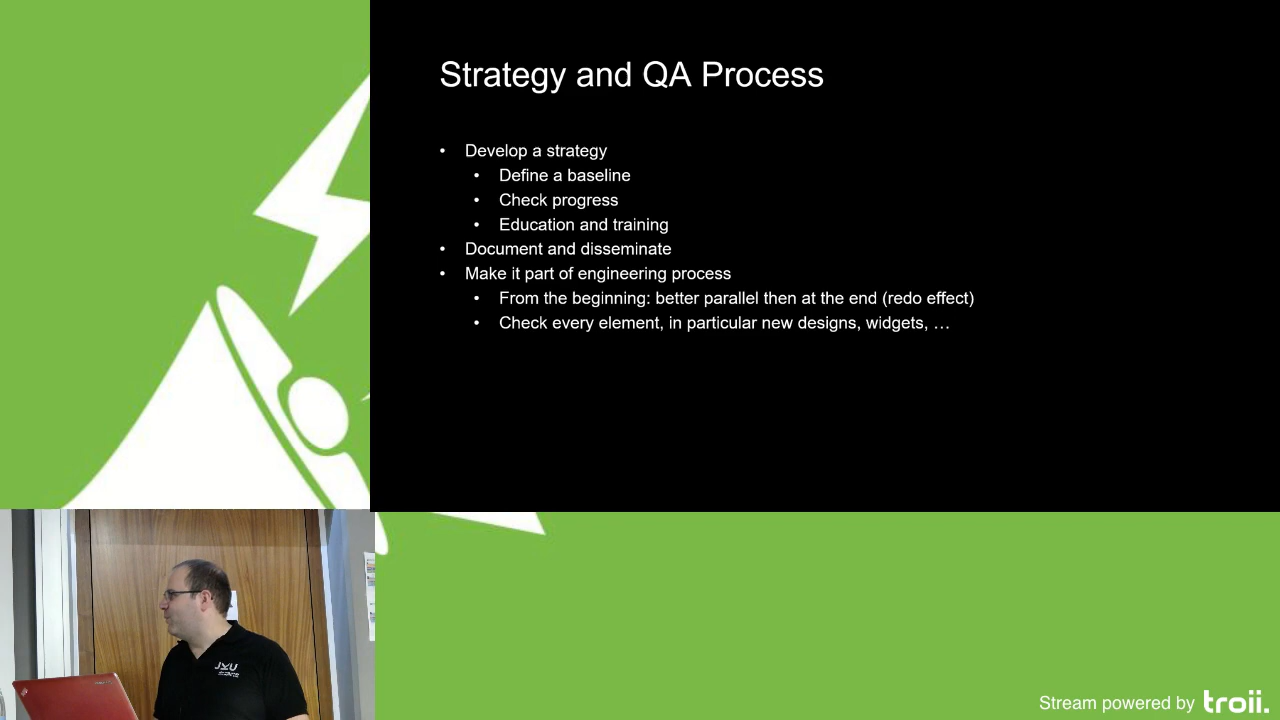 Strategy and QA Process
• Develop a strategy
• Define a baseline
• Check progress
• Education and training
• Document and disseminate
• Make it part of engineering process
• From the beginning: better parallel then at the end (redo effect)
• Check every element, in particular new designs, widgets, …
JKU
Stream powered by troii.